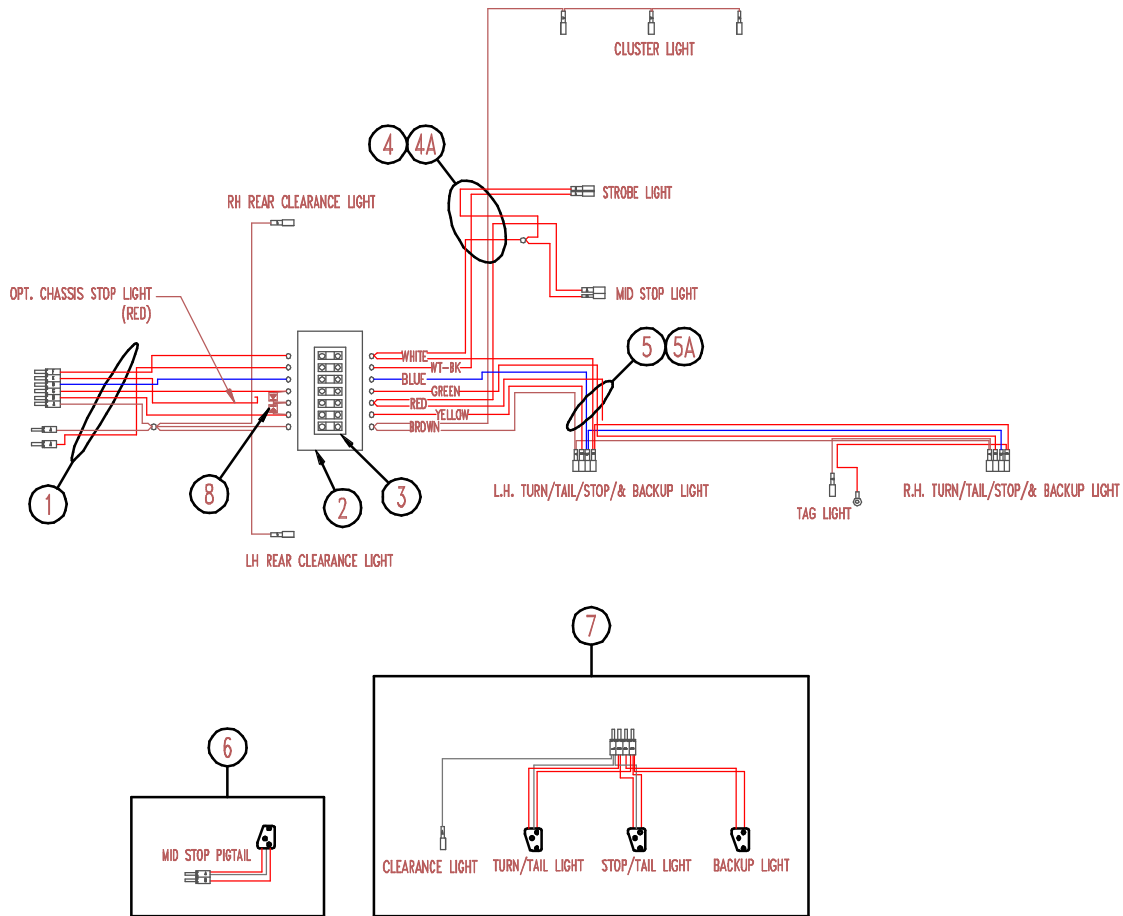 CLUSTER LIGHT
4 4A
STROBE LIGHT
RH REAR CLEARANCE LIGHT
OPT. CHASSIS STOP LIGHT
(RED)
MID STOP LIGHT
WHITE
WT-BK
BLUE
GREEN
RED
YELLOW
BROWN
5 5A
1
8
2
3
L.H. TURN/TAIL/STOP/& BACKUP LIGHT
TAG LIGHT
R.H. TURN/TAIL/STOP/& BACKUP LIGHT
LH REAR CLEARANCE LIGHT
7
6
MID STOP PIGTAIL
CLEARANCE LIGHT
TURN/TAIL LIGHT
STOP/TAIL LIGHT
BACKUP LIGHT